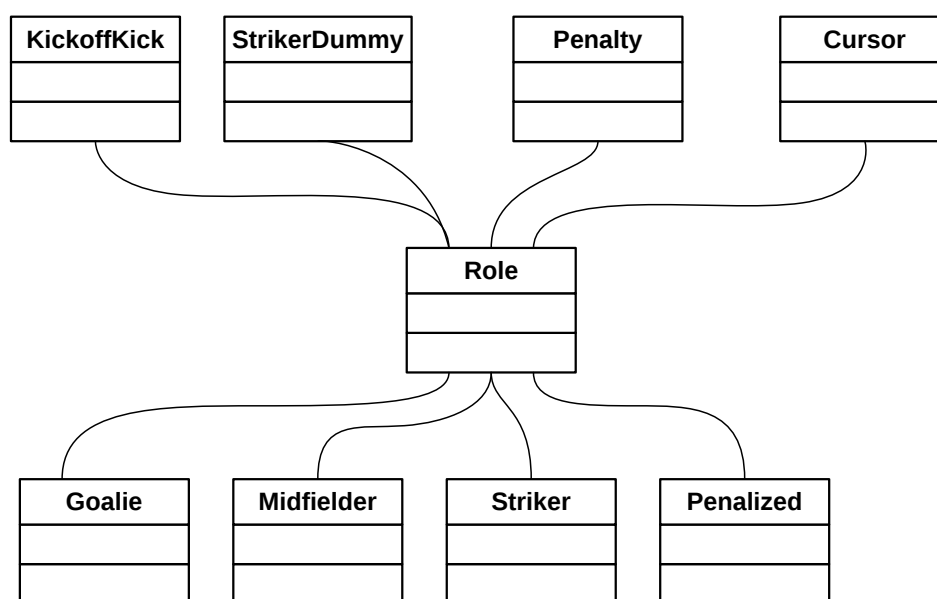 KickoffKick
StrikerDummy
Penalty
Cursor
Role
Goalie
Midfielder
Striker
Penalized